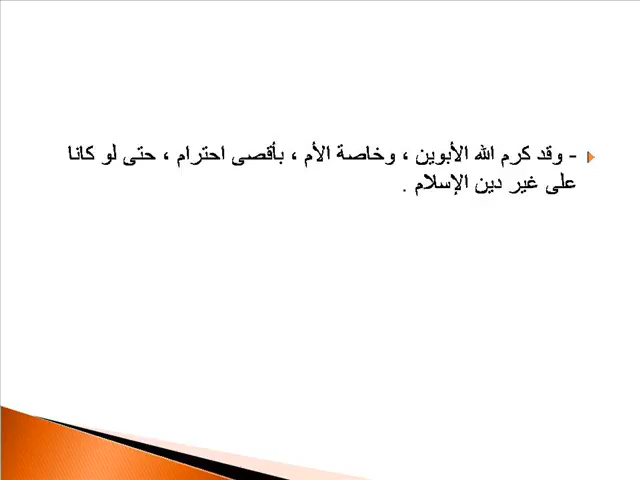 - وقد كرم الله الأبوين ، وخاصة الأم ، بأقصى احترام ، حتى لو كانا
على غير دين الإسلام .